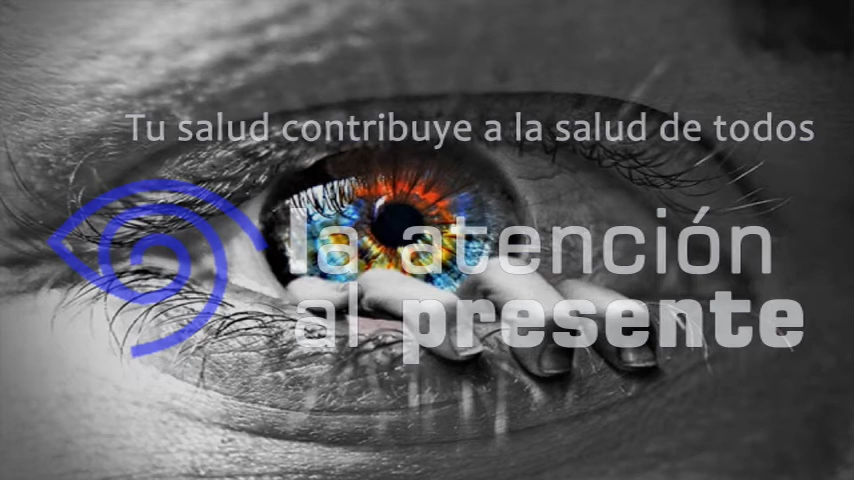 Tu salud contribuye a la salud de todos
la atención
al presente